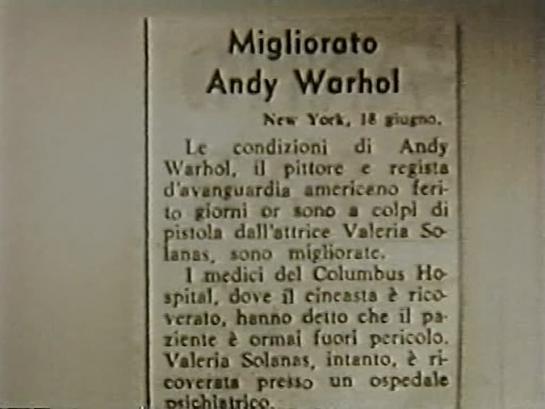 Migliorato
Andy Warhol
New York, 18 giugno.
Le condizioni di Andy
Warhol, il pittore e regista
d'avanguardia americano feri-
to giorni or sono a colpi di
pistola dall'attrice Valeria So-
lanas, sono migliorate.
I medici del Columbus Ho-
spital, dove il cineasta è rico-
verato, hanno detto che il pa-
ziente è ormai fuori pericolo.
Valeria Solanas, intanto, è ri-
coverata presso un ospedale
psichiatrico.